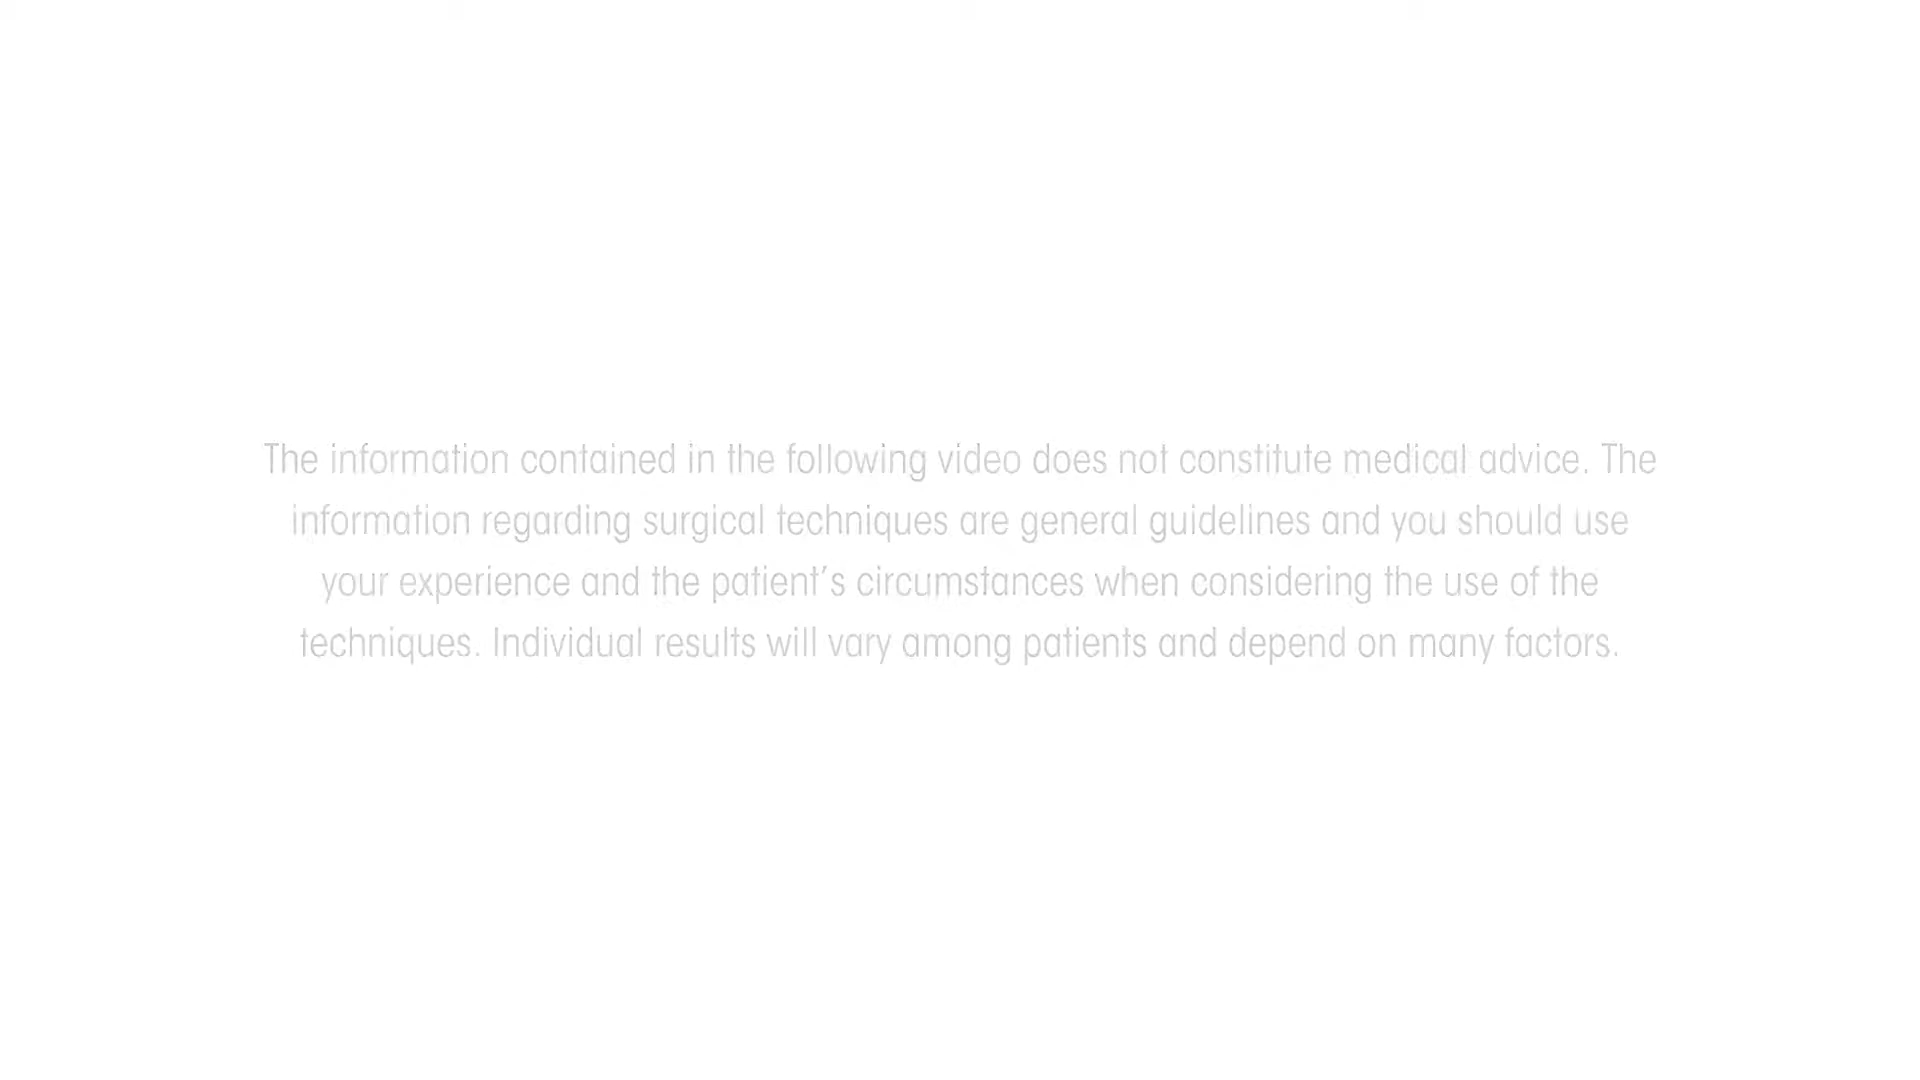 The information contained in the following video does not constitute medical advice. The
information regarding surgical techniques are general guidelines and you should use
your experience and the patient’s circumstances when considering the use of the
techniques. Individual results will vary among patients and depend on many factors.